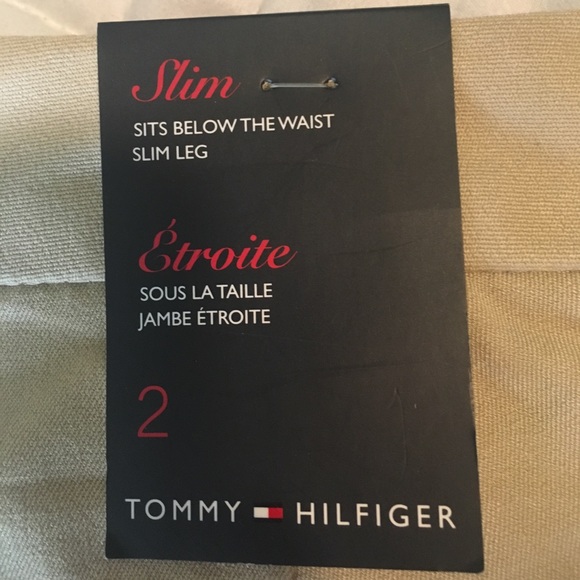 Slim
SITS BELOW THE WAIST
SLIM LEG
Étroite
SOUS LA TAILLE
JAMBE ÉTROITE
2
TOMMY HILFIGER